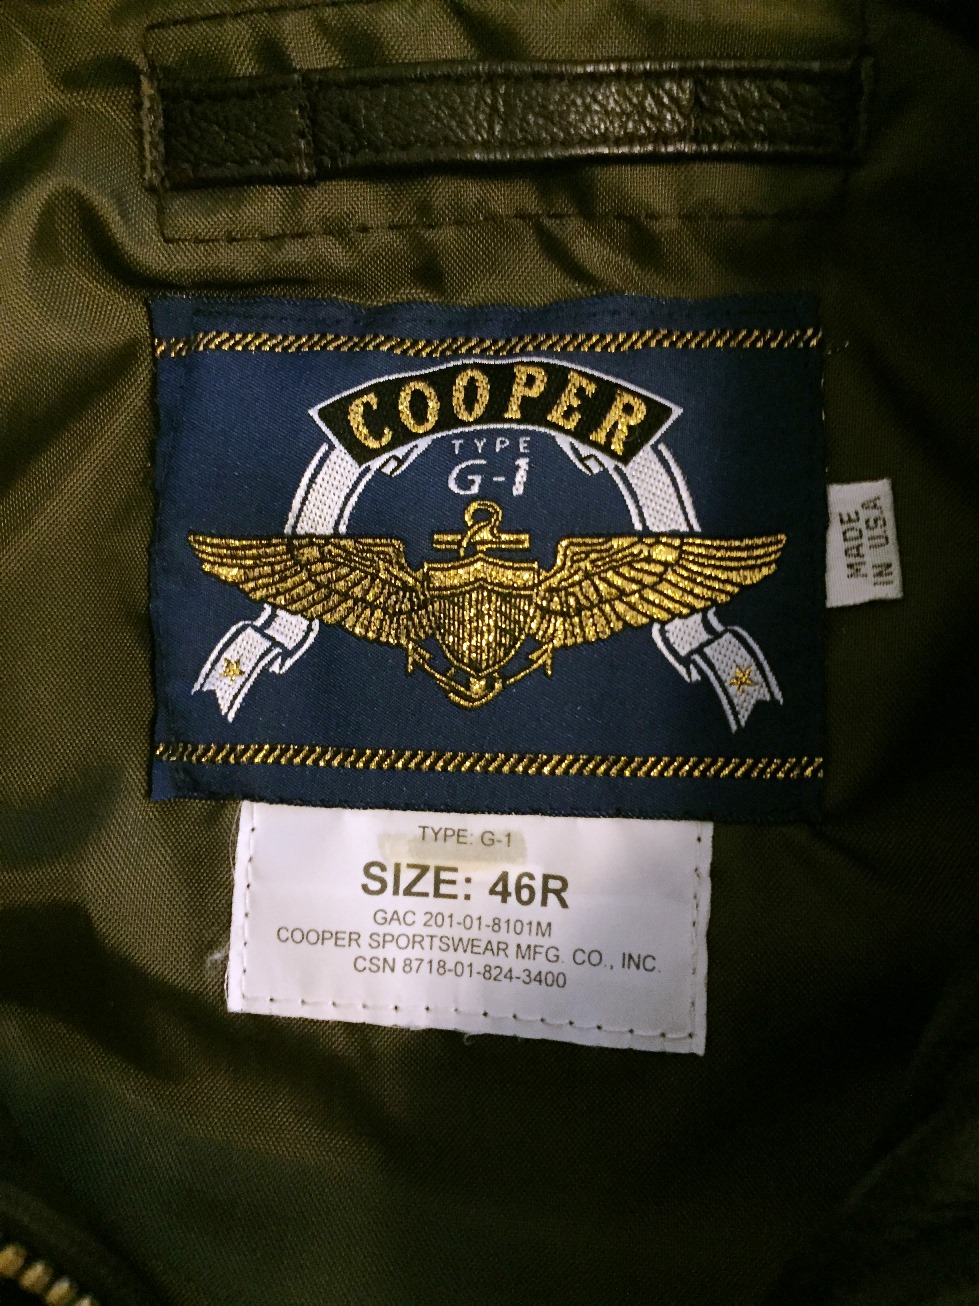 COOPER
TYPE
G-1
MADE
IN USA
TYPE: G-1
SIZE: 46R
GAC 201-01-8101M
COOPER SPORTSWEAR MFG. CO., INC.
CSN 8718-01-824-3400